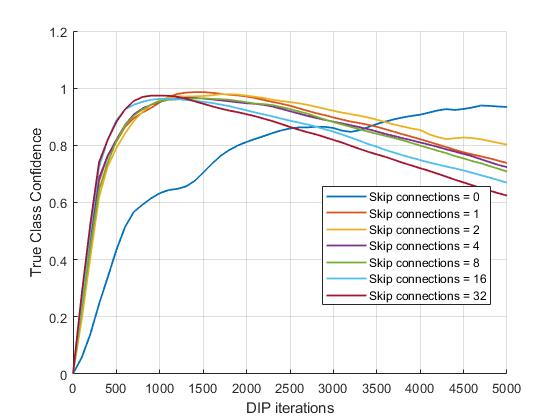 1.2
1
0.8
0.6
0.4
0.2
0
True Class Confidence
Skip connections = 0
Skip connections = 1
Skip connections = 2
Skip connections = 4
Skip connections = 8
Skip connections = 16
Skip connections = 32
0 500 1000 1500 2000 2500 3000 3500 4000 4500 5000
DIP iterations